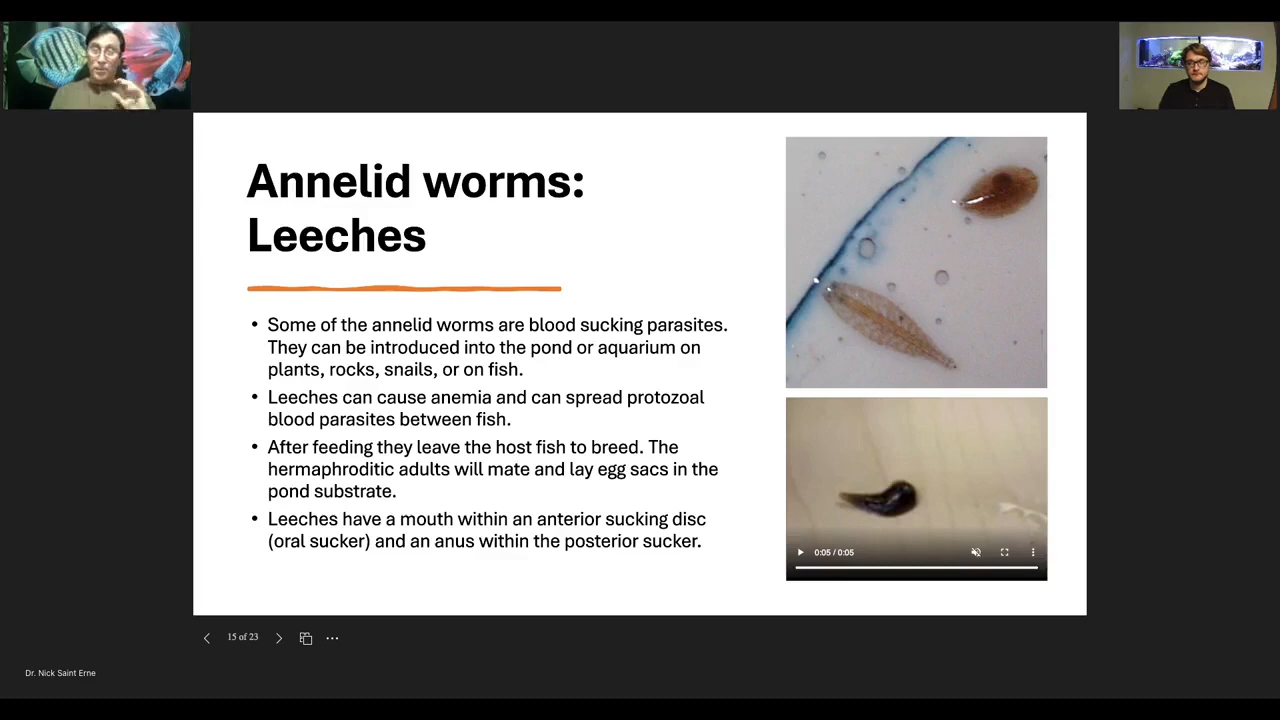 Annelid worms:
Leeches
• Some of the annelid worms are blood sucking parasites.
They can be introduced into the pond or aquarium on
plants, rocks, snails, or on fish.
• Leeches can cause anemia and can spread protozoal
blood parasites between fish.
• After feeding they leave the host fish to breed. The
hermaphroditic adults will mate and lay egg sacs in the
pond substrate.
• Leeches have a mouth within an anterior sucking disc
(oral sucker) and an anus within the posterior sucker.
0:05 / 0:05
15 of 23
Dr. Nick Saint Erne